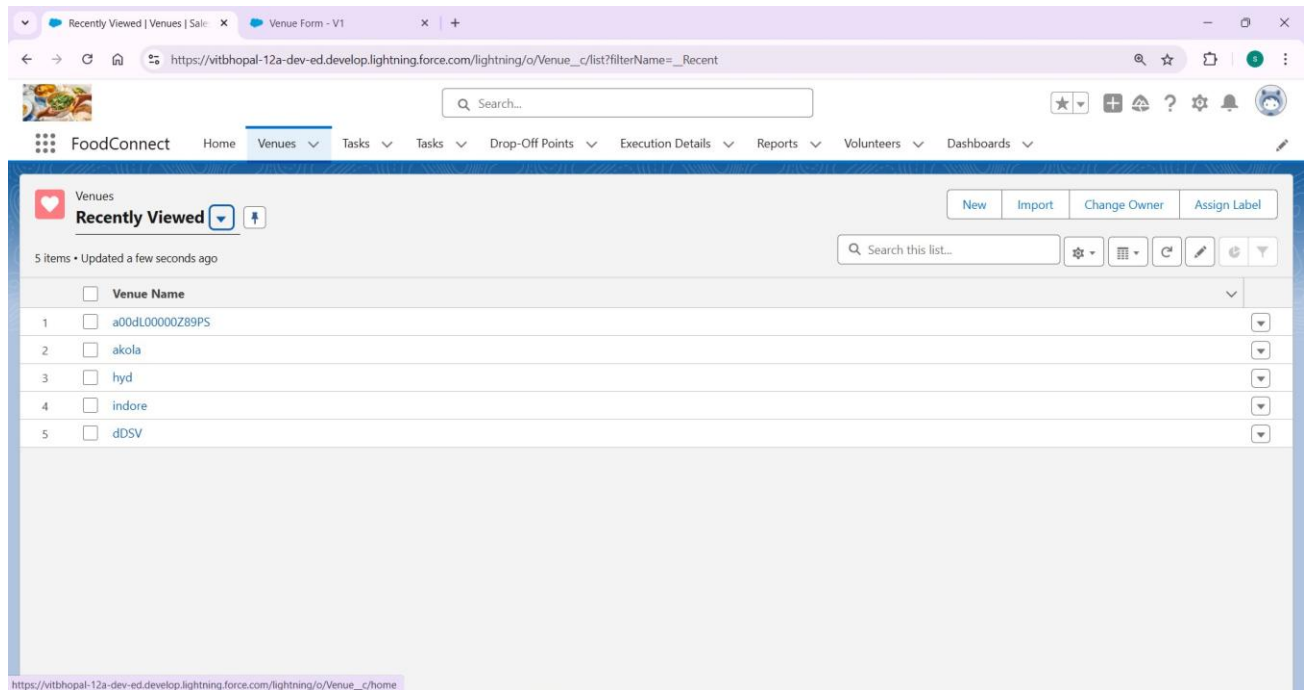 Recently Viewed | Venues | Sale
Venue Form - V1
https://vitbhopal-12a-dev-ed.develop.lightning.force.com/lightning/o/Venue__c/list?filterName=__Recent
S
Search...
FoodConnect Home Venues Tasks Tasks Drop-Off Points Execution Details Reports Volunteers Dashboards
Venues
Recently Viewed
New Import Change Owner Assign Label
5 items • Updated a few seconds ago
Search this list...
Venue Name
1 a00dL00000Z89PS
2 akola
3 hyd
4 indore
5 dDSV
https://vitbhopal-12a-dev-ed.develop.lightning.force.com/lightning/o/Venue__c/home